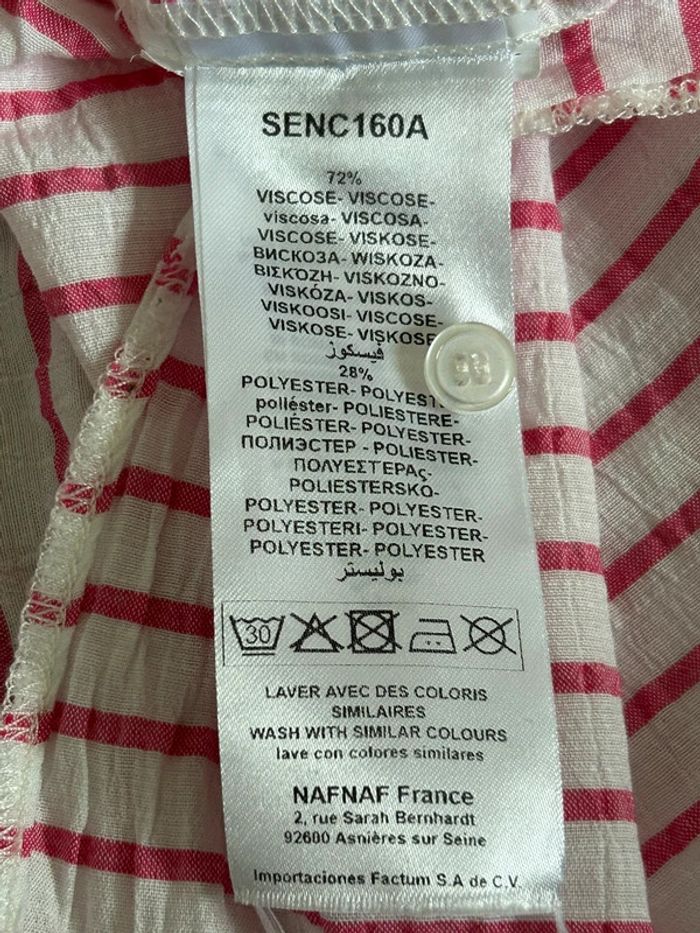 SENC160A
72%
VISCOSE- VISCOSE-
viscosa- VISCOSA-
VISCOSE- VISKOSE-
ВИСКОЗА- WISKOZA-
ΒΙΣΚΌΖΗ- VISKOZNO-
VISKÓZA- VISKOS-
VISKOOSI- VISCOSE-
VISKOSE- VISKOSE
فيسكوز
28%
POLYESTER-
poliéster- POLIESTERE-
POLIÉSTER- POLYESTER-
ПОЛИЭСТЕР - POLIESTER-
ΠΟΛΥΕΣΤΕΡΑς-
POLIESTERSKO-
POLYESTER- POLYESTER-
POLYESTERI- POLYESTER-
POLYESTER- POLYESTER
بوليستر
30
LAVER AVEC DES COLORIS
SIMILAIRES
WASH WITH SIMILAR COLOURS
lave con colores similares
NAFNAF France
2, rue Sarah Bernhardt
92600 Asnières sur Seine
Importaciones Factum S.A de C.V.